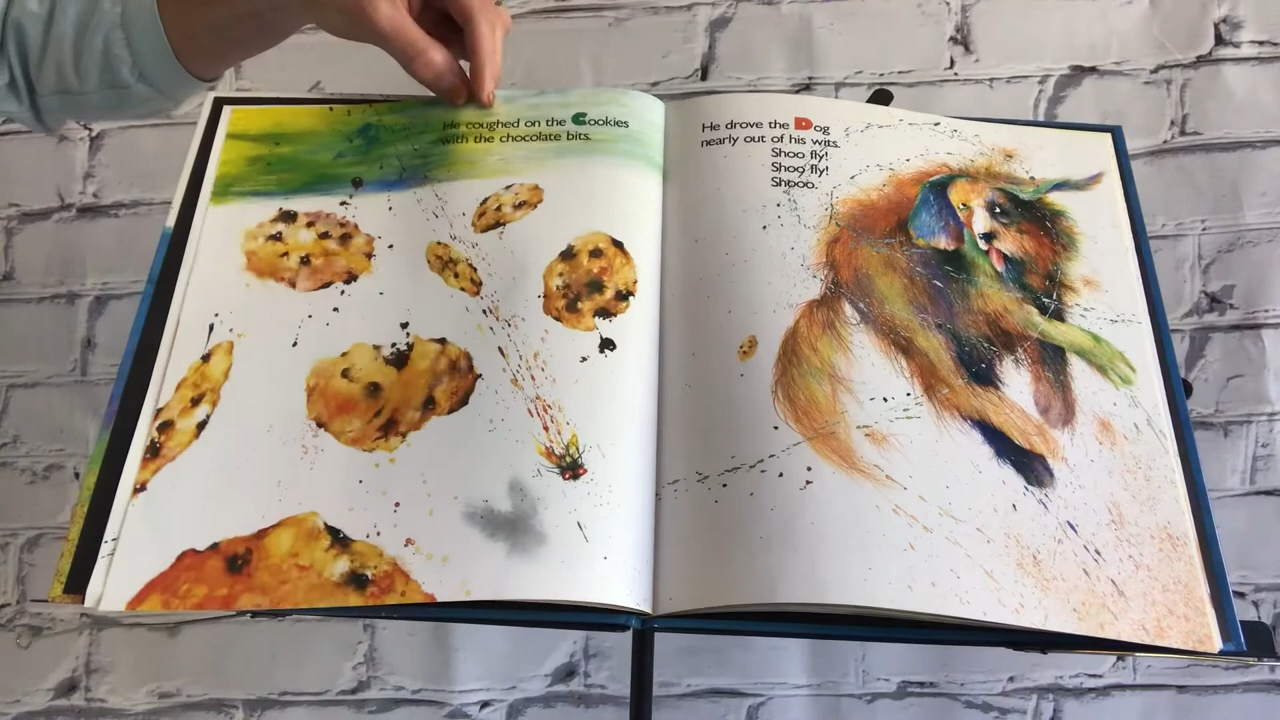 He coughed on the Cookies
with the chocolate bits.
He drove the Dog
nearly out of his wits.
Shoo fly!
Shoo fly!
Shooo.